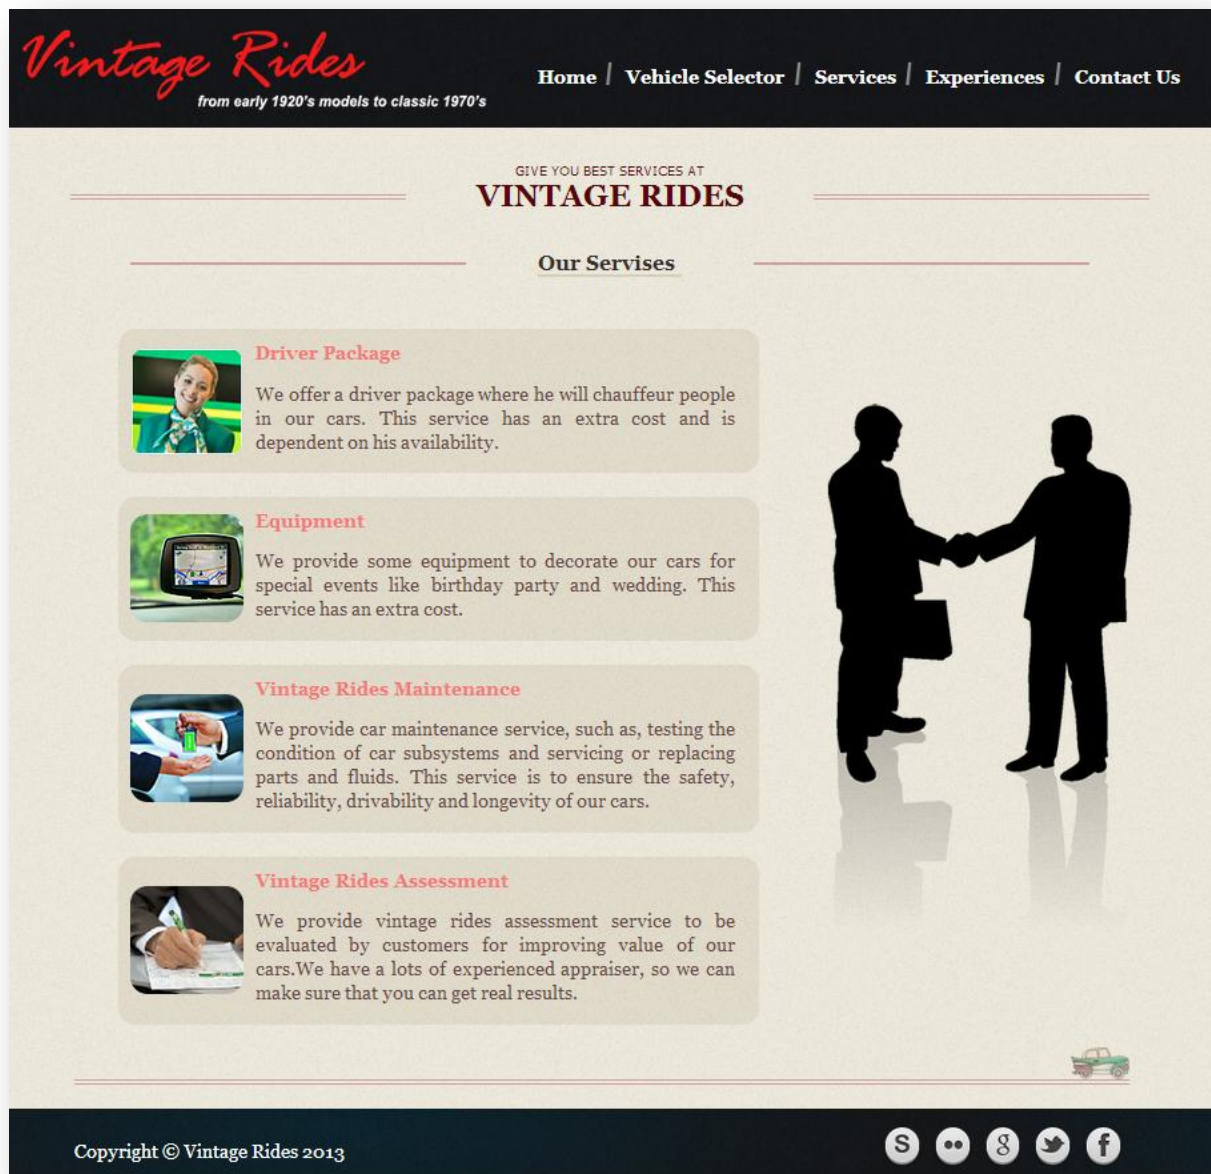 Vintage Rides
from early 1920's models to classic 1970's
Home / Vehicle Selector / Services / Experiences / Contact Us
GIVE YOU BEST SERVICES AT
VINTAGE RIDES
Our Servises
Driver Package
We offer a driver package where he will chauffeur people
in our cars. This service has an extra cost and is
dependent on his availability.
Equipment
We provide some equipment to decorate our cars for
special events like birthday party and wedding. This
service has an extra cost.
Vintage Rides Maintenance
We provide car maintenance service, such as, testing the
condition of car subsystems and servicing or replacing
parts and fluids. This service is to ensure the safety,
reliability, drivability and longevity of our cars.
Vintage Rides Assessment
We provide vintage rides assessment service to be
evaluated by customers for improving value of our
cars.We have a lots of experienced appraiser, so we can
make sure that you can get real results.
Copyright © Vintage Rides 2013